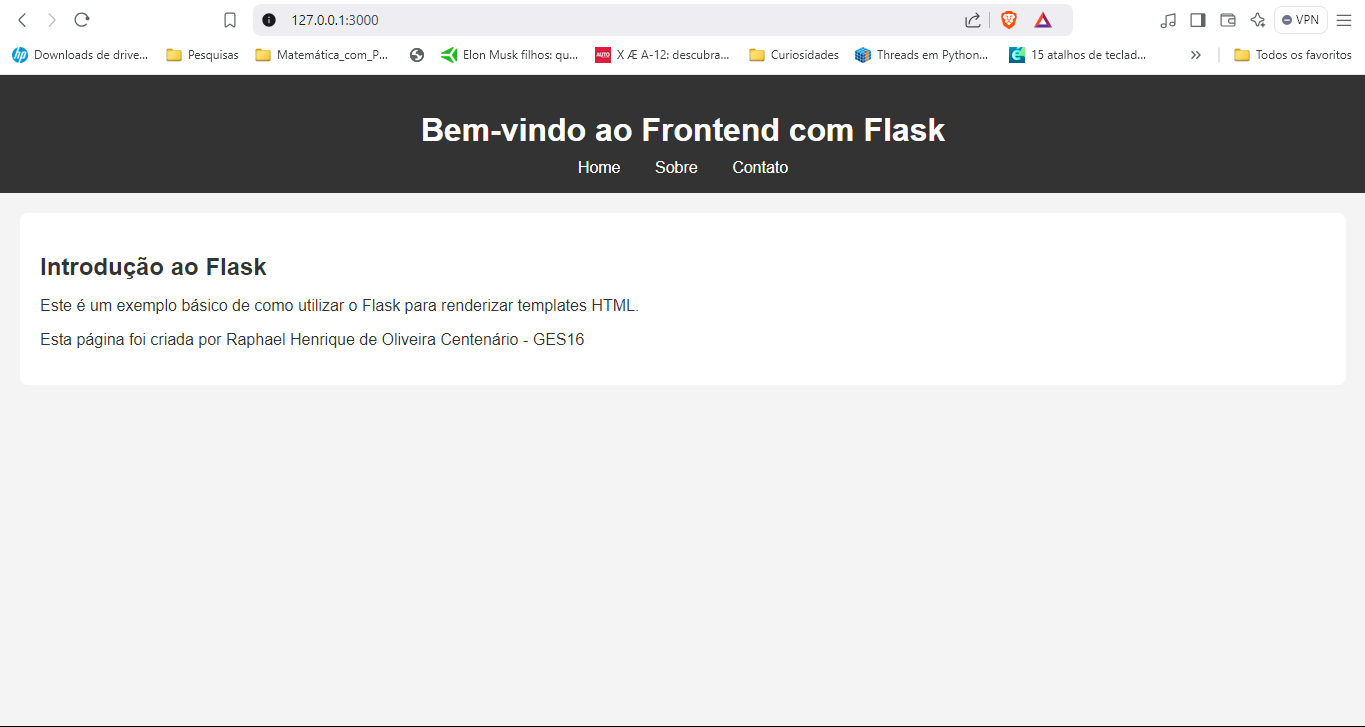 127.0.0.1:3000
VPN
Downloads de drive...
Pesquisas
Matemática_com_P...
Elon Musk filhos: qu...
AUTO
X Æ A-12: descubra...
Curiosidades
Threads em Python...
15 atalhos de teclad...
Todos os favoritos
Bem-vindo ao Frontend com Flask
Home Sobre Contato
Introdução ao Flask
Este é um exemplo básico de como utilizar o Flask para renderizar templates HTML.
Esta página foi criada por Raphael Henrique de Oliveira Centenário - GES16